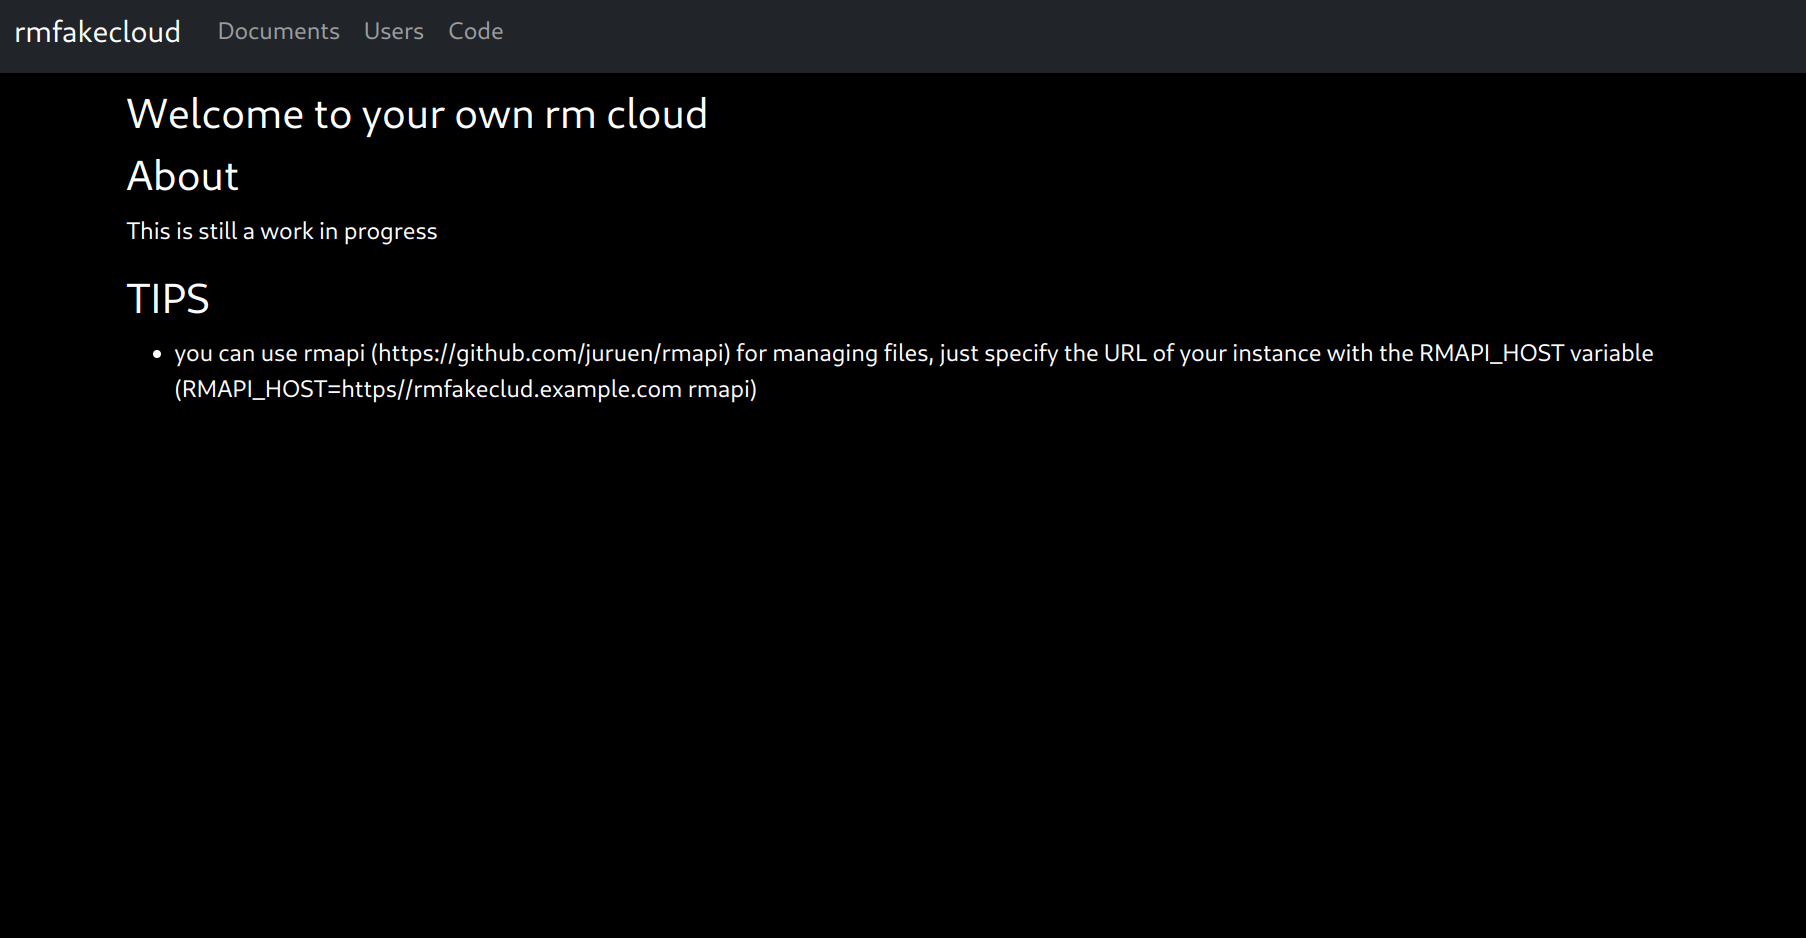 rmfakecloud Documents Users Code
Welcome to your own rm cloud
About
This is still a work in progress
TIPS
• you can use rmapi (https://github.com/juruen/rmapi) for managing files, just specify the URL of your instance with the RMAPI_HOST variable
(RMAPI_HOST=https//rmfakeclud.example.com rmapi)